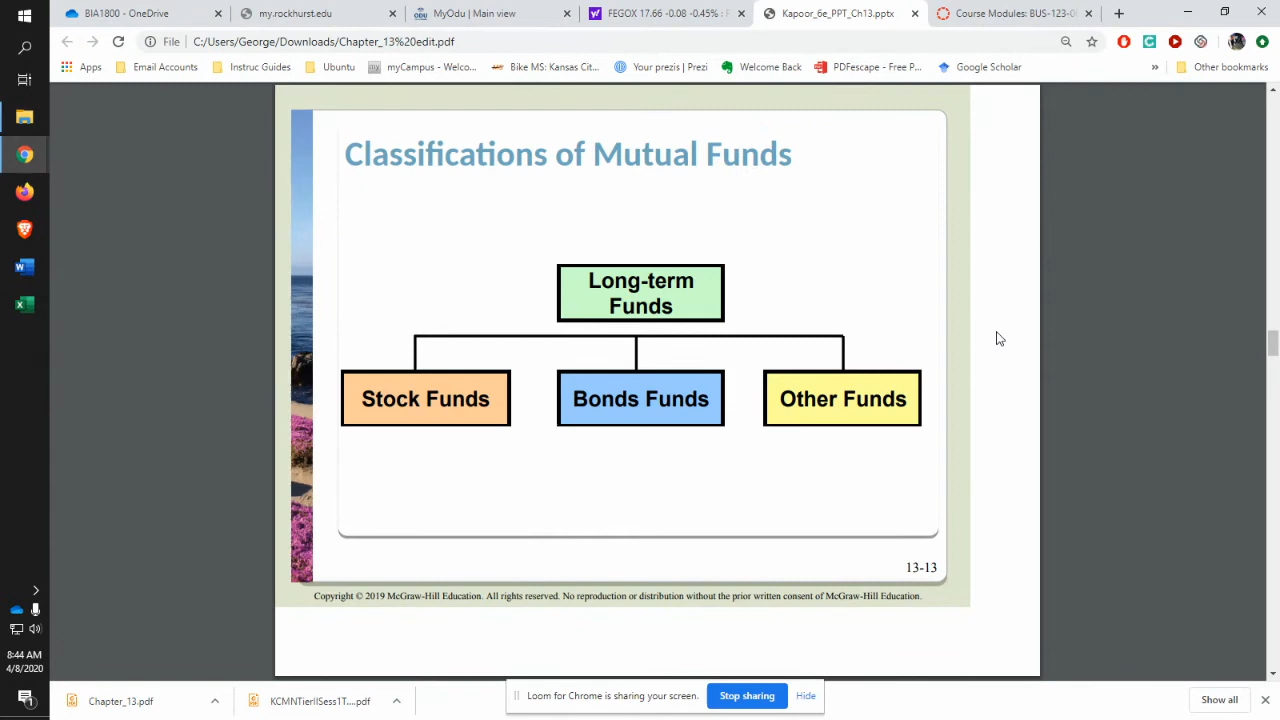 BIA1800 – OneDrive
my.rockhurst.edu/
MyOdu | Main view
FEGOX 17.66 -0.08 -0.45% :
Kapoor_6e_PPT_Ch13.pptx
Course Modules: BUS-123-0
File
C:/Users/George/Downloads/Chapter_13%20edit.pdf
Apps
Email Accounts
Instruc Guides
Ubuntu
myCampus - Welco...
Bike MS: Kansas Cit...
Your prezis | Prezi
Welcome Back
PDFescape - Free P...
Google Scholar
»
Other bookmarks
Classifications of Mutual Funds
Long-term
Funds
Stock Funds
Bonds Funds
Other Funds
13-13
Copyright © 2019 McGraw-Hill Education. All rights reserved. No reproduction or distribution without the prior written consent of McGraw-Hill Education.
8:44 AM
4/8/2020
1
Chapter_13.pdf
KCMNTierIISess1T....pdf
Loom for Chrome is sharing your screen.
Stop sharing
Hide
Show all